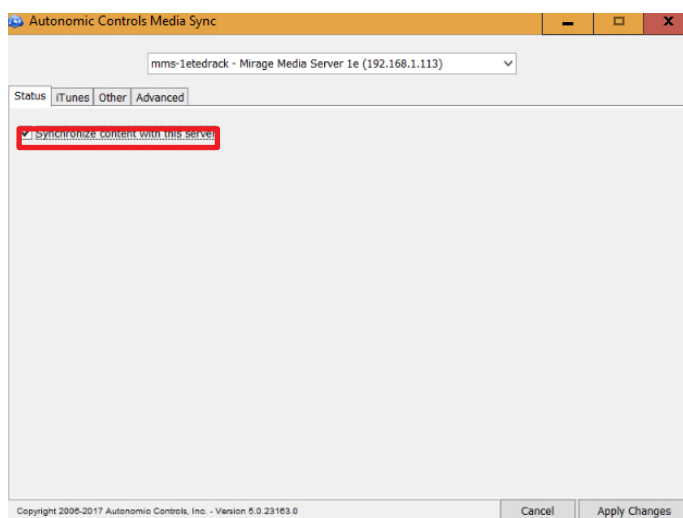 Autonomic Controls Media Sync
mms-1etedrack - Mirage Media Server 1e (192.168.1.113)
Status iTunes Other Advanced
Synchronize content with this server
Copyright 2006-2017 Autonomic Controls, Inc. - Version 6.0.23163.0 Cancel Apply Changes